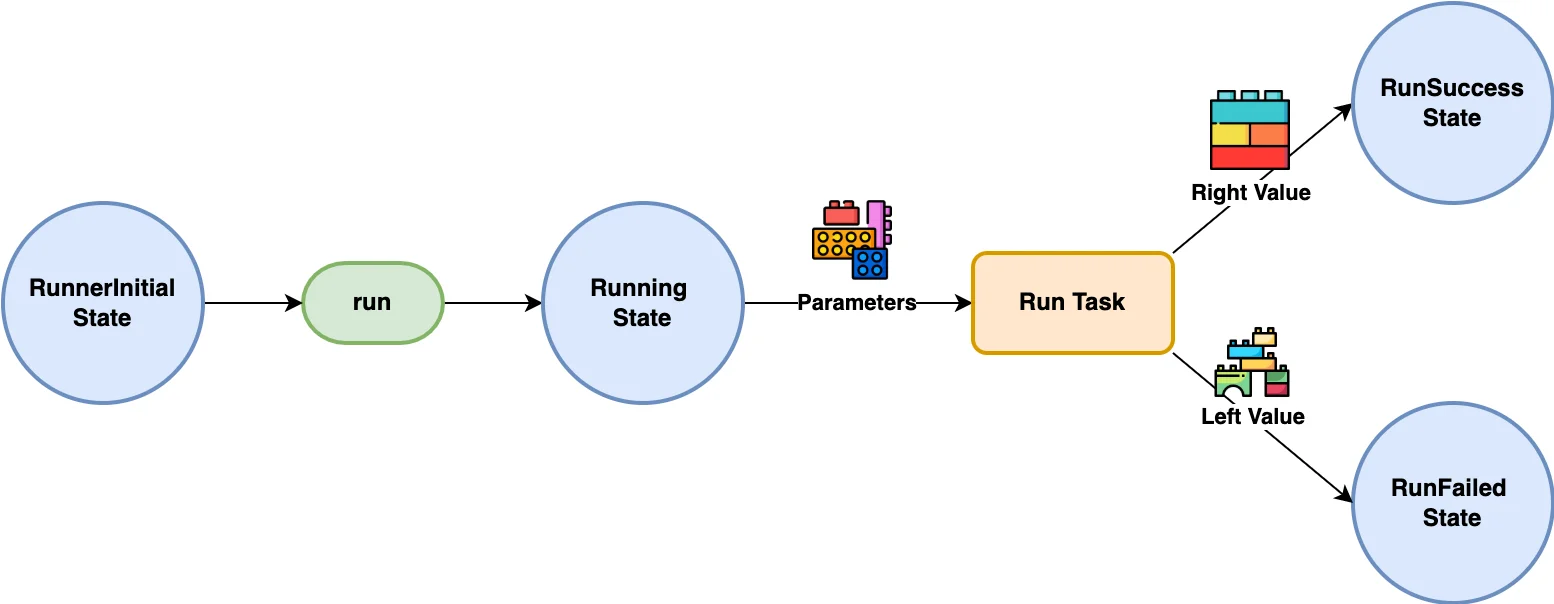 RunnerInitial
State
run
Running
State
Parameters
Run Task
Right Value
RunSuccess
State
Left Value
RunFailed
State